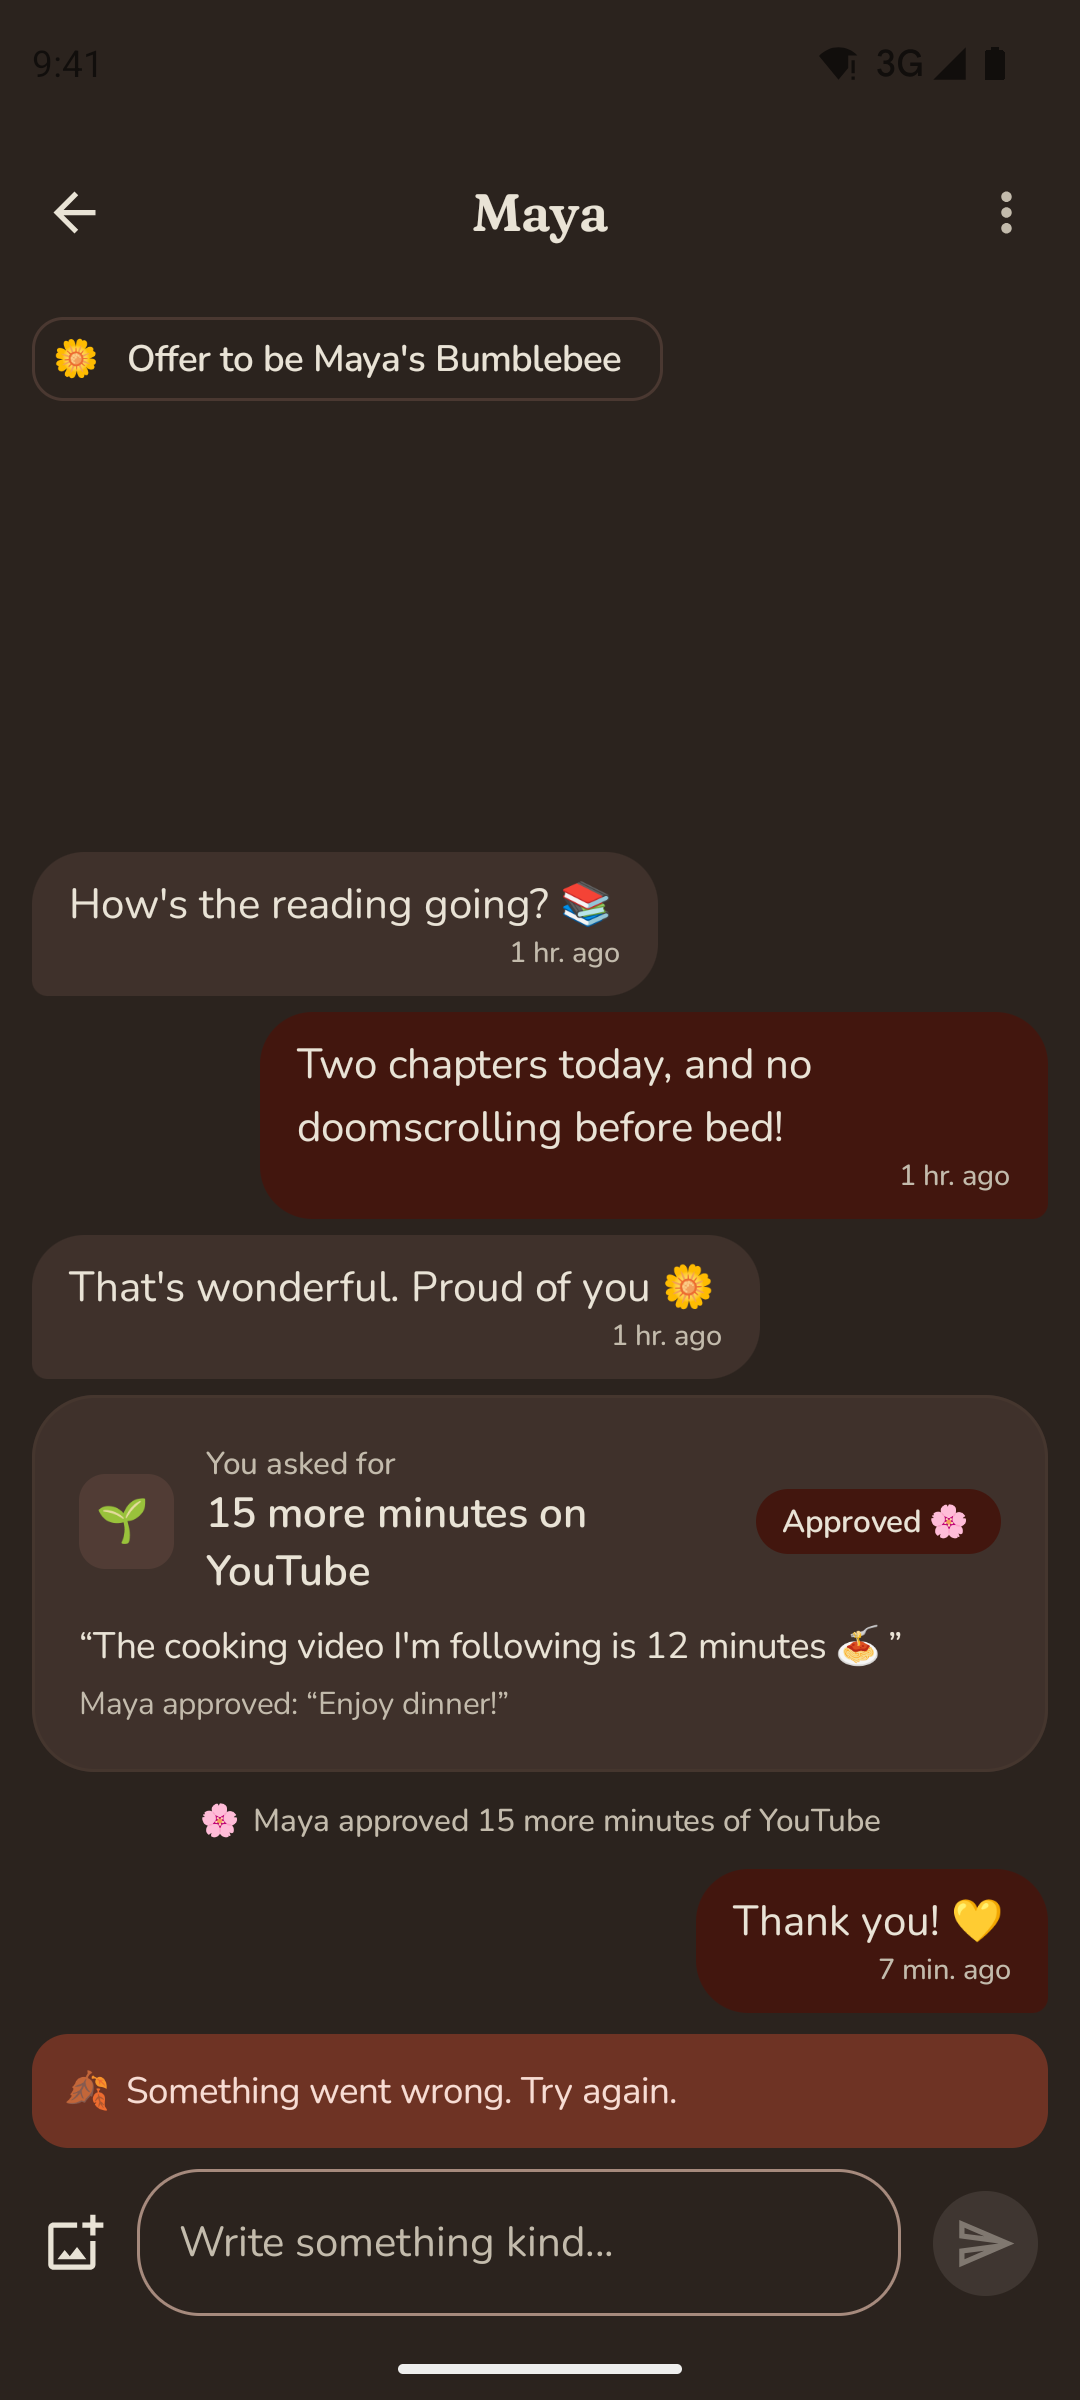 9:41
3G
Maya
🌼 Offer to be Maya's Bumblebee
How's the reading going? 📚
1 hr. ago
Two chapters today, and no
doomscrolling before bed!
1 hr. ago
That's wonderful. Proud of you 🌼
1 hr. ago
You asked for
15 more minutes on
YouTube
Approved 🌸
“The cooking video I'm following is 12 minutes 🍝”
Maya approved: “Enjoy dinner!”
🌸 Maya approved 15 more minutes of YouTube
Thank you! 💛
7 min. ago
🍂 Something went wrong. Try again.
Write something kind...